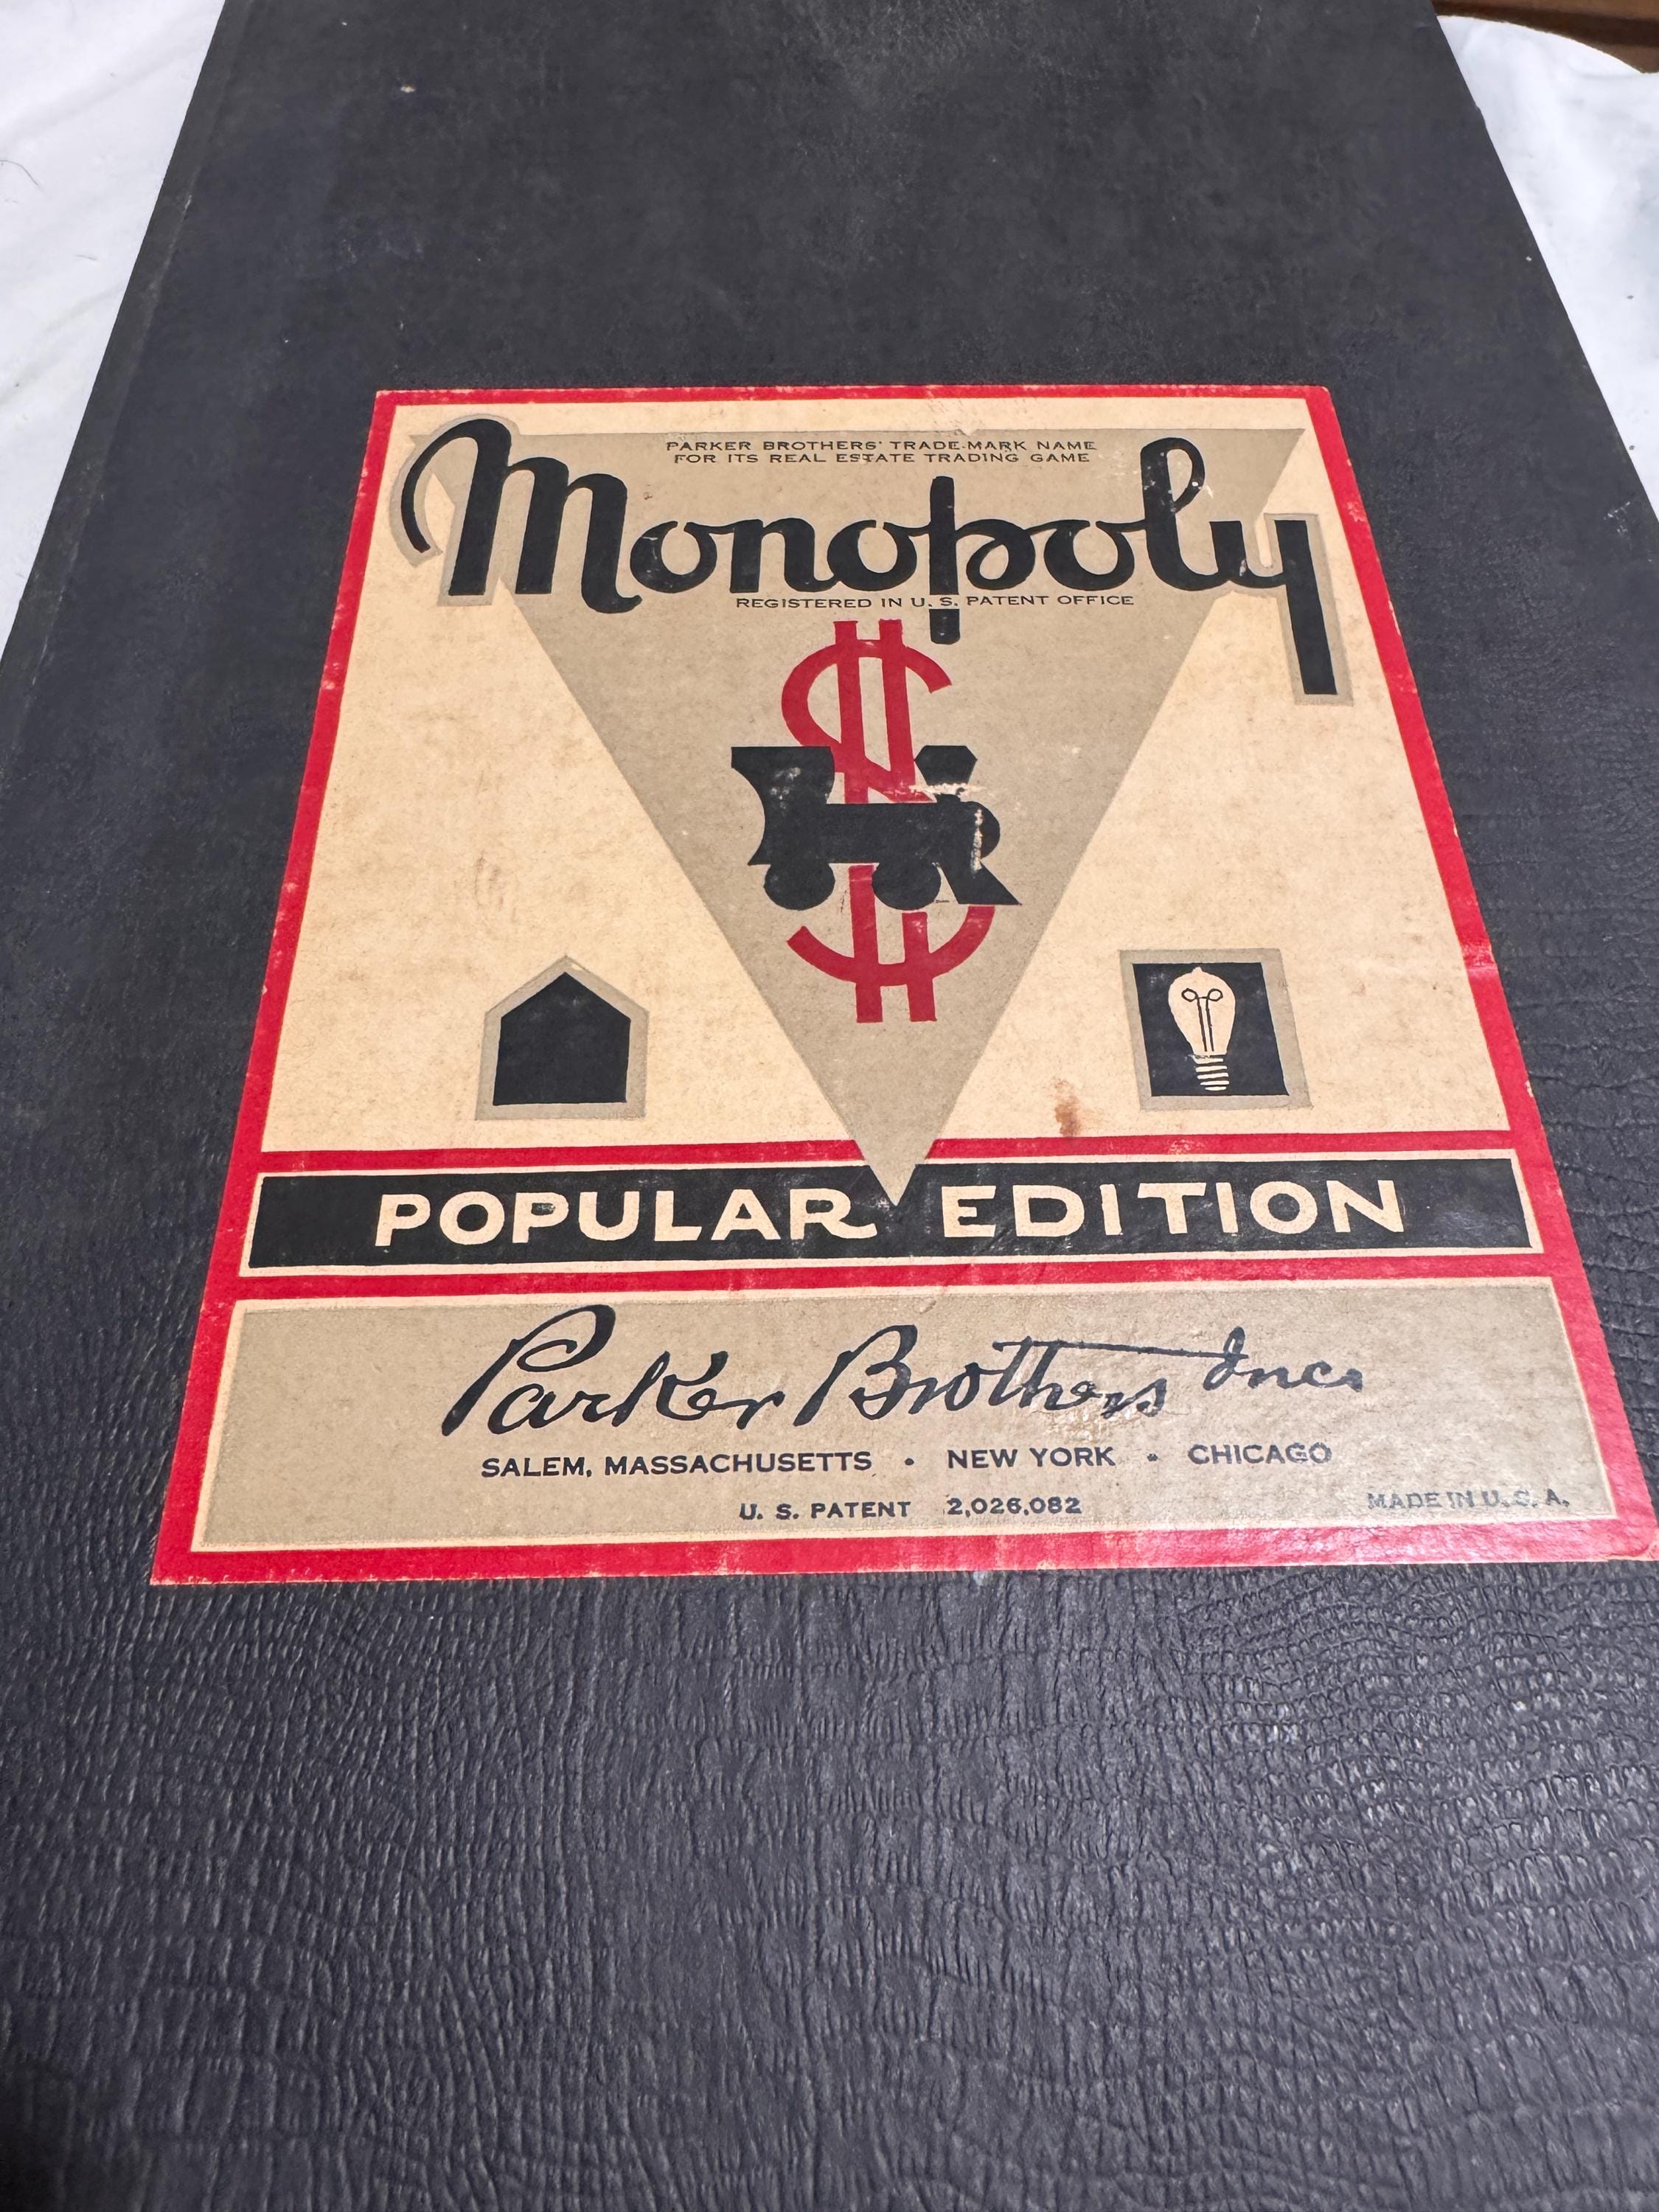 PARKER BROTHERS' TRADE-MARK NAME
FOR ITS REAL ESTATE TRADING GAME
Monopoly
REGISTERED IN U. S. PATENT OFFICE
POPULAR EDITION
Parker Brothers Inc.
SALEM, MASSACHUSETTS • NEW YORK • CHICAGO
U. S. PATENT 2,026,082
MADE IN U. S. A.